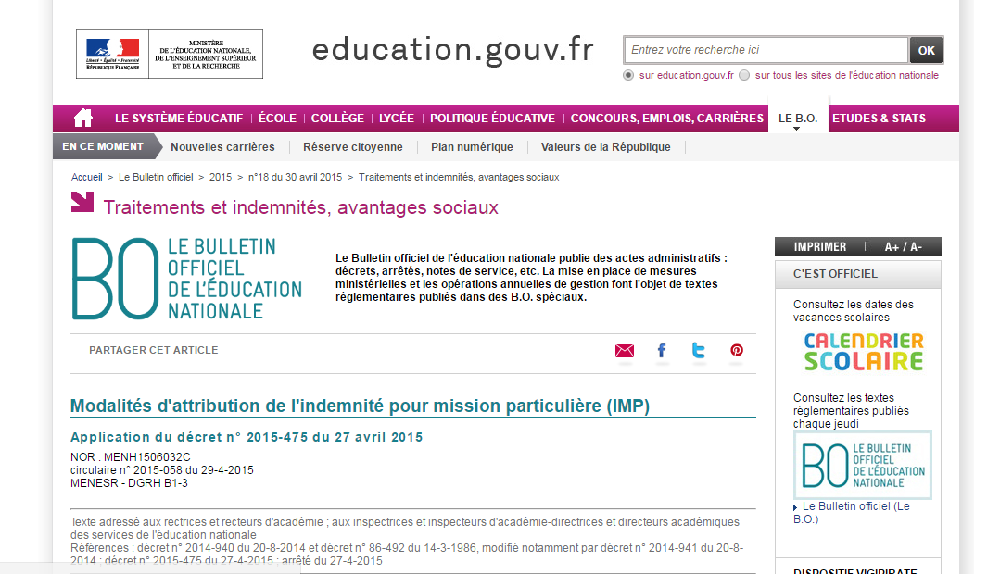 Liberté • Égalité • Fraternité
RÉPUBLIQUE FRANÇAISE
MINISTÈRE
DE L'ÉDUCATION NATIONALE,
DE L'ENSEIGNEMENT SUPÉRIEUR
ET DE LA RECHERCHE
education.gouv.fr
Entrez votre recherche ici
OK
sur education.gouv.fr sur tous les sites de l'éducation nationale
LE SYSTÈME ÉDUCATIF | ÉCOLE | COLLÈGE | LYCÉE | POLITIQUE ÉDUCATIVE | CONCOURS, EMPLOIS, CARRIÈRES LE B.O. ETUDES & STATS
EN CE MOMENT Nouvelles carrières Réserve citoyenne Plan numérique Valeurs de la République
Accueil > Le Bulletin officiel > 2015 > n°18 du 30 avril 2015 > Traitements et indemnités, avantages sociaux
Traitements et indemnités, avantages sociaux
BO LE BULLETIN
OFFICIEL
DE L'ÉDUCATION
NATIONALE
Le Bulletin officiel de l'éducation nationale publie des actes administratifs :
décrets, arrêtés, notes de service, etc. La mise en place de mesures
ministérielles et les opérations annuelles de gestion font l'objet de textes
réglementaires publiés dans des B.O. spéciaux.
PARTAGER CET ARTICLE
Modalités d'attribution de l'indemnité pour mission particulière (IMP)
Application du décret n° 2015-475 du 27 avril 2015
NOR : MENH1506032C
circulaire n° 2015-058 du 29-4-2015
MENESR - DGRH B1-3
Texte adressé aux rectrices et recteurs d'académie ; aux inspectrices et inspecteurs d'académie-directrices et directeurs académiques
des services de l'éducation nationale
Références : décret n° 2014-940 du 20-8-2014 et décret n° 86-492 du 14-3-1986, modifié notamment par décret n° 2014-941 du 20-8-
2014 ; décret n° 2015-475 du 27-4-2015 ; arrêté du 27-4-2015
IMPRIMER | A+ / A-
C'EST OFFICIEL
Consultez les dates des
vacances scolaires
CALENDRIER
SCOLAIRE
Consultez les textes
réglementaires publiés
chaque jeudi
BO LE BULLETIN
OFFICIEL
DE L'ÉDUCATION
NATIONALE
Le Bulletin officiel (Le
B.O.)
DISPOSITIF VIGIPIRATE